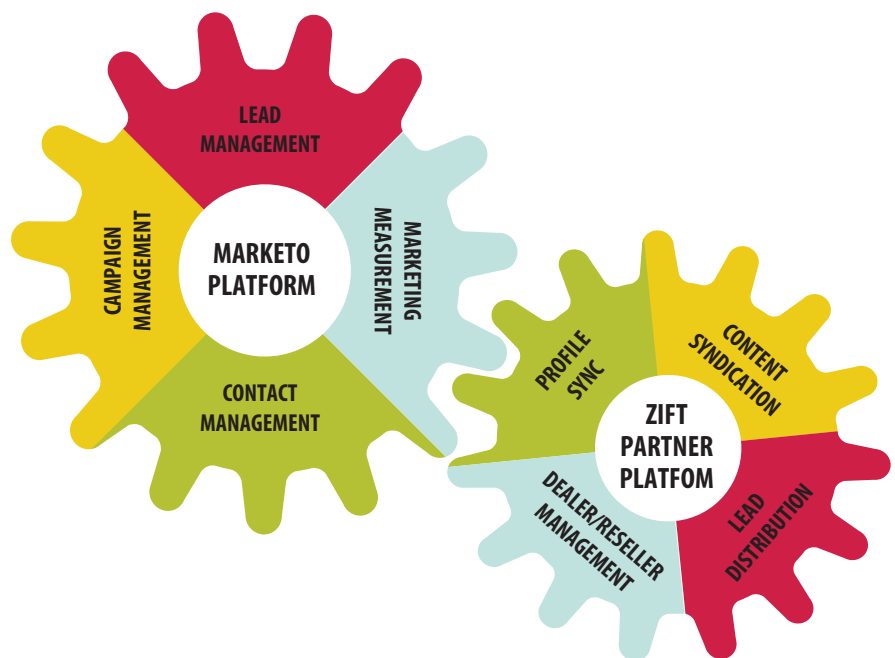 LEAD
MANAGEMENT
CAMPAIGN
MANAGEMENT
MARKETO
PLATFORM
MARKETING
MEASUREMENT
CONTACT
MANAGEMENT
PROFILE
SYNC
CONTENT
SYNDICATION
ZIFT
PARTNER
PLATFOM
DEALER/RESELLER
MANAGEMENT
LEAD
DISTRIBUTION